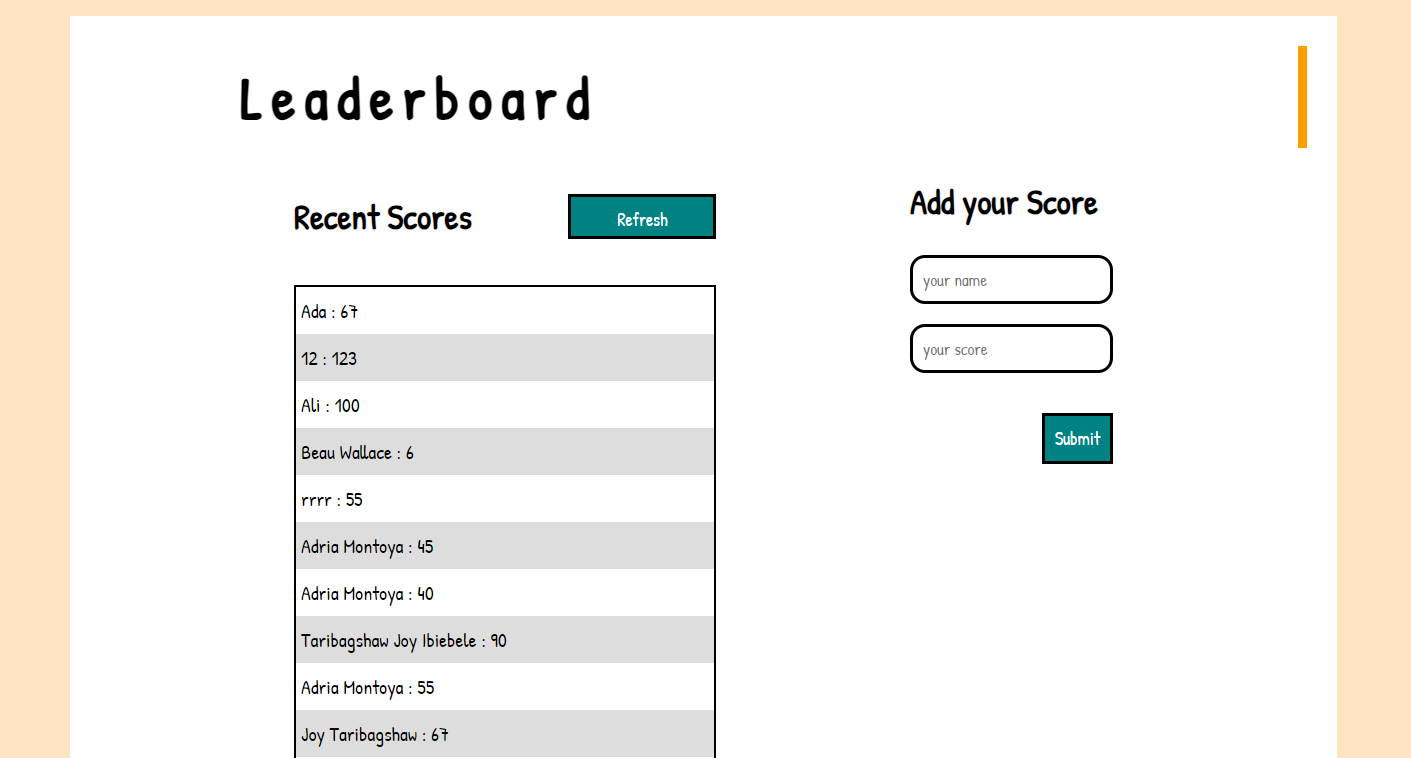 Leaderboard
Recent Scores
Refresh
Ada : 67
12 : 123
Ali : 100
Beau Wallace : 6
rrrr : 55
Adria Montoya : 45
Adria Montoya : 40
Taribagshaw Joy Ibiebele : 90
Adria Montoya : 55
Joy Taribagshaw : 67
Add your Score
your name
your score
Submit